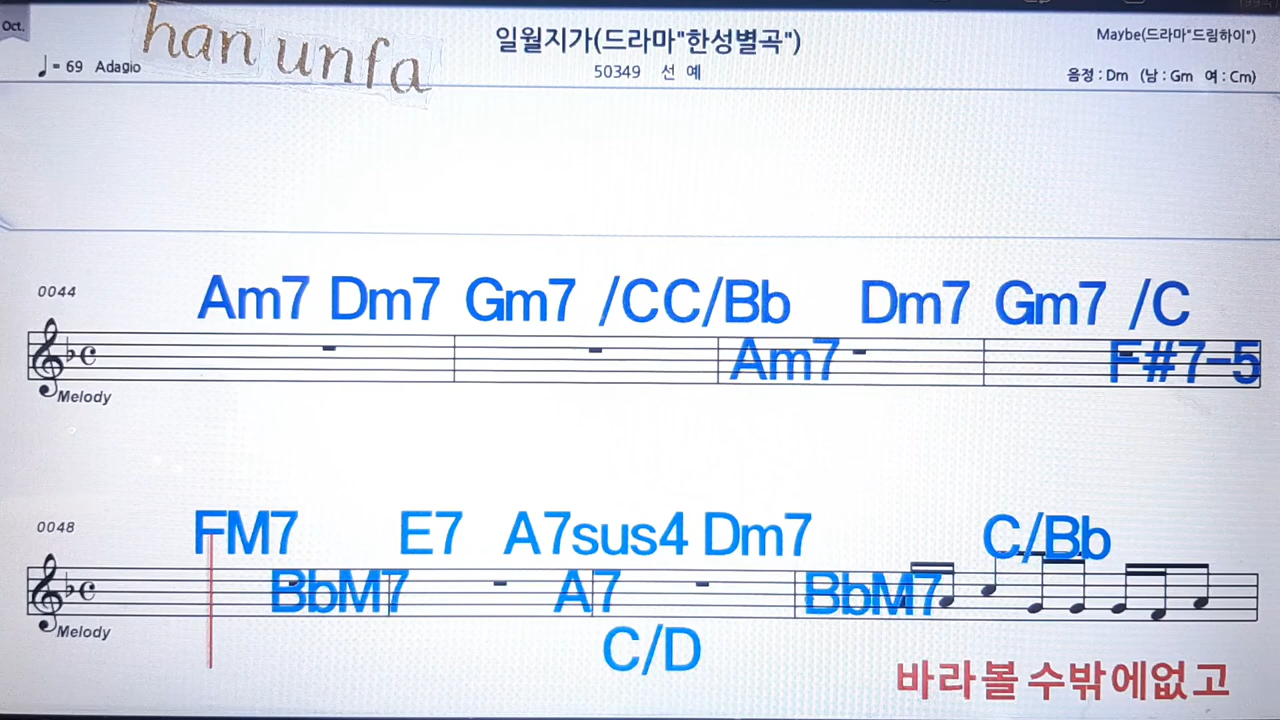 Oct.
han unfa
일월지가(드라마"한성별곡")
Maybe(드라마"드림하이")
♩= 69 Adagio
50349 선 예
음정 : Dm (남 : Gm 여 : Cm)
0044
Am7 Dm7 Gm7 /CC/Bb Dm7 Gm7 /C
Am7 F#7-5
Melody
0048
FM7 E7 A7sus4 Dm7 C/Bb
BbM7 A7 BbM7
Melody
C/D
바라볼 수밖에없고